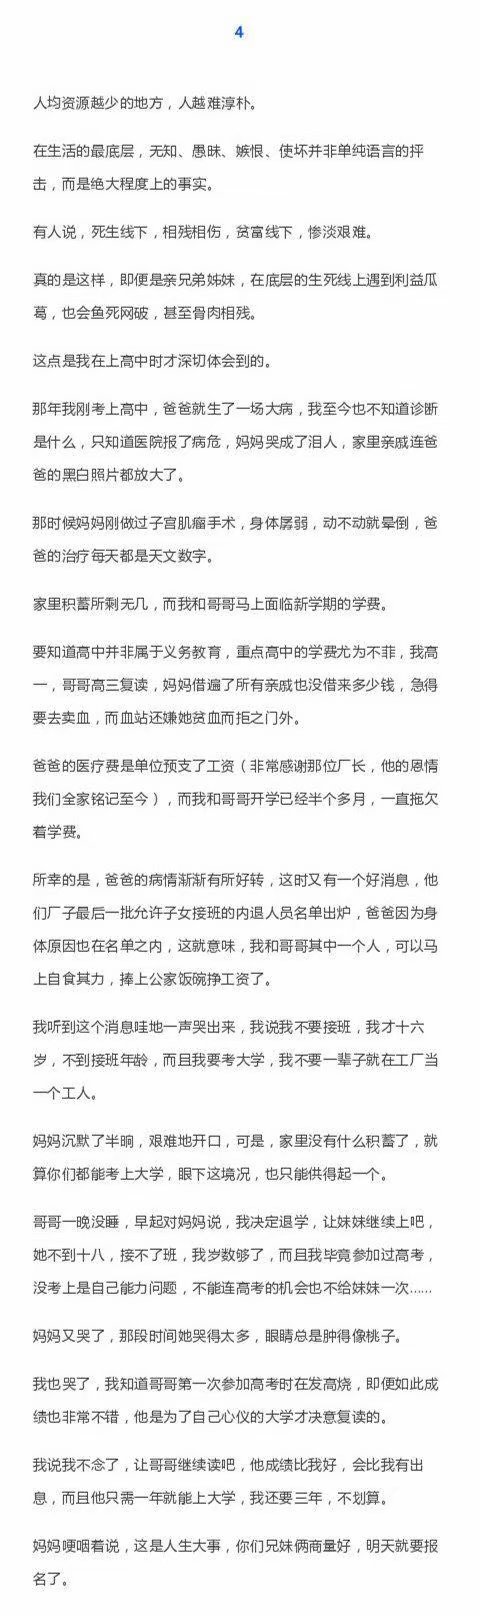 4
人均资源越少的地方，人越难淳朴。
在生活的最底层，无知、愚昧、嫉恨、使坏并非单纯语言的抨
击，而是绝大程度上的事实。
有人说，死生线下，相残相伤，贫富线下，惨淡艰难。
真的是这样，即便是亲兄弟姊妹，在底层的生死线上遇到利益瓜
葛，也会鱼死网破，甚至骨肉相残。
这点是我在上高中时才深切体会到的。
那年我刚考上高中，爸爸就生了一场大病，我至今也不知道诊断
是什么，只知道医院报了病危，妈妈哭成了泪人，家里亲戚连爸
爸的黑白照片都放大了。
那时候妈妈刚做过子宫肌瘤手术，身体孱弱，动不动就晕倒，爸
爸的治疗每天都是天文数字。
家里积蓄所剩无几，而我和哥哥马上面临新学期的学费。
要知道高中并非属于义务教育，重点高中的学费尤为不菲，我高
一，哥哥高三复读，妈妈借遍了所有亲戚也没借来多少钱，急得
要去卖血，而血站还嫌她贫血而拒之门外。
爸爸的医疗费是单位预支了工资（非常感谢那位厂长，他的恩情
我们全家铭记至今），而我和哥哥开学已经半个多月，一直拖欠
着学费。
所幸的是，爸爸的病情渐渐有所好转，这时又有一个好消息，他
们厂子最后一批允许子女接班的内退人员名单出炉，爸爸因为身
体原因也在名单之内，这就意味，我和哥哥其中一个人，可以马
上自食其力，捧上公家饭碗挣工资了。
我听到这个消息哇地一声哭出来，我说我不要接班，我才十六
岁，不到接班年龄，而且我要考大学，我不要一辈子就在工厂当
一个工人。
妈妈沉默了半晌，艰难地开口，可是，家里没有什么积蓄了，就
算你们都能考上大学，眼下这境况，也只能供得起一个。
哥哥一晚没睡，早起对妈妈说，我决定退学，让妹妹继续上吧，
她不到十八，接不了班，我岁数够了，而且我毕竟参加过高考，
没考上是自己能力问题，不能连高考的机会也不给妹妹一次……
妈妈又哭了，那段时间她哭得太多，眼睛总是肿得像桃子。
我也哭了，我知道哥哥第一次参加高考时在发高烧，即便如此成
绩也非常不错，他是为了自己心仪的大学才决意复读的。
我说我不念了，让哥哥继续读吧，他成绩比我好，会比我有出
息，而且他只需一年就能上大学，我还要三年，不划算。
妈妈哽咽着说，这是人生大事，你们兄妹俩商量好，明天就要报
名了。